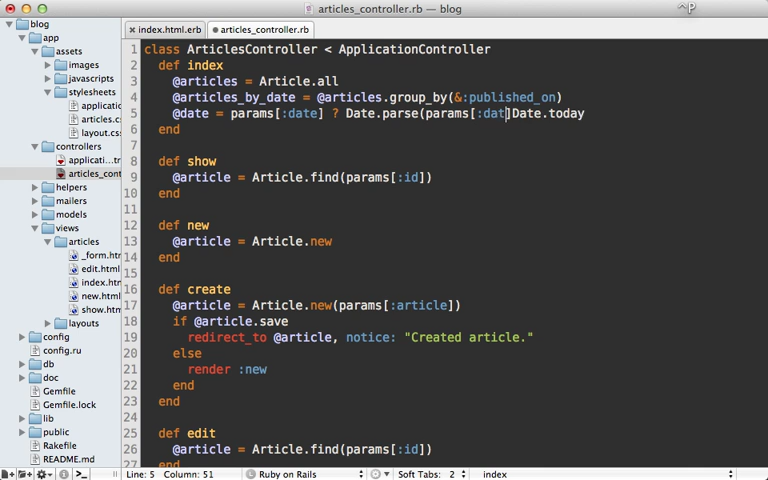 articles_controller.rb — blog
^P
blog
app
assets
images
javascripts
stylesheets
applicatic
articles.c
layout.cs
controllers
applicati…tr
articles_cont
helpers
mailers
models
views
articles
_form.htr
edit.html
index.htm
new.html
show.htn
layouts
config
config.ru
db
doc
Gemfile
Gemfile.lock
lib
public
Rakefile
README.md
index.html.erb
articles_controller.rb
1 class ArticlesController < ApplicationController
2 def index
3 @articles = Article.all
4 @articles_by_date = @articles.group_by(&:published_on)
5 @date = params[:date] ? Date.parse(params[:dat]Date.today
6 end
7
8 def show
9 @article = Article.find(params[:id])
10 end
11
12 def new
13 @article = Article.new
14 end
15
16 def create
17 @article = Article.new(params[:article])
18 if @article.save
19 redirect_to @article, notice: "Created article."
20 else
21 render :new
22 end
23 end
24
25 def edit
26 @article = Article.find(params[:id])
27 end
Line: 5 Column: 51
Ruby on Rails
Soft Tabs: 2
index